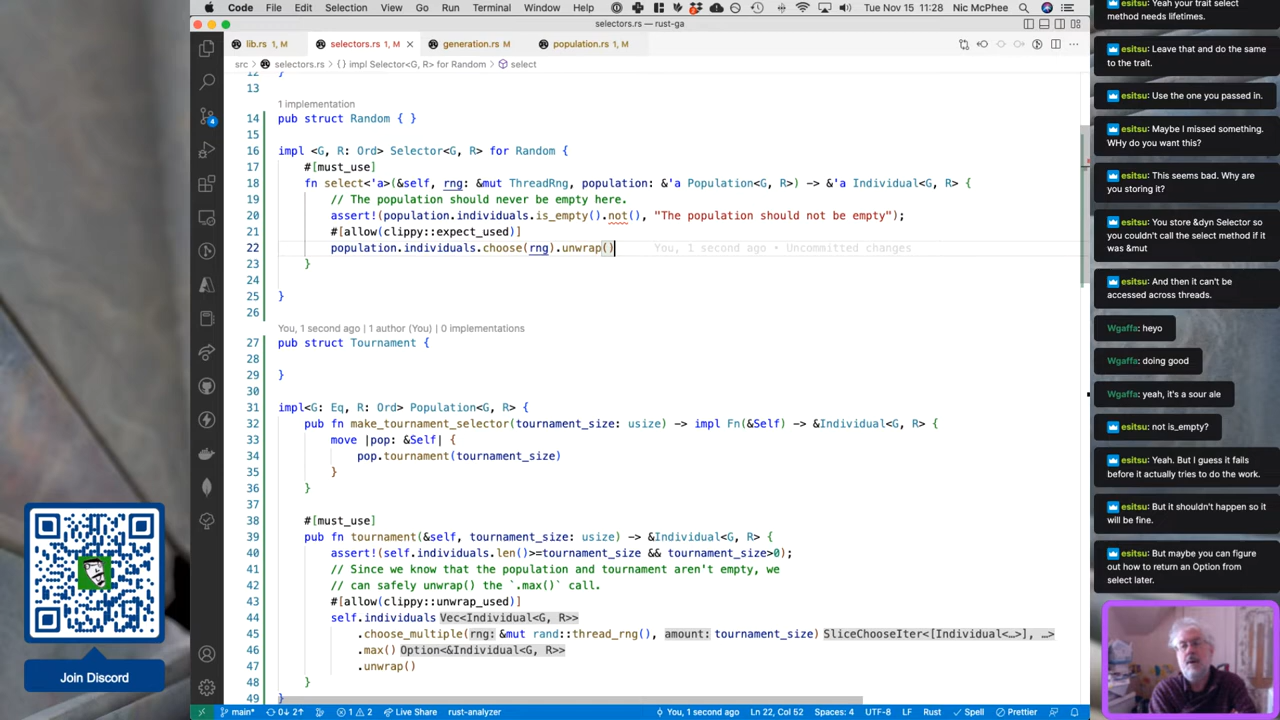 Code File Edit Selection View Go Run Terminal Window Help Tue Nov 15 11:28 Nic McPhee
selectors.rs — rust-ga
lib.rs 1, M selectors.rs 1, M generation.rs M population.rs 1, M
src > selectors.rs > {} impl Selector<G, R> for Random > select
12 }
13
1 implementation
14 pub struct Random { }
15
16 impl <G, R: Ord> Selector<G, R> for Random {
17 #[must_use]
18 fn select<'a>(&self, rng: &mut ThreadRng, population: &'a Population<G, R>) -> &'a Individual<G, R> {
19 // The population should never be empty here.
20 assert!(population.individuals.is_empty().not(), "The population should not be empty");
21 #[allow(clippy::expect_used)]
22 population.individuals.choose(rng).unwrap() You, 1 second ago • Uncommitted changes
23 }
24
25 }
26
You, 1 second ago | 1 author (You) | 0 implementations
27 pub struct Tournament {
28
29 }
30
31 impl<G: Eq, R: Ord> Population<G, R> {
32 pub fn make_tournament_selector(tournament_size: usize) -> impl Fn(&Self) -> &Individual<G, R> {
33 move |pop: &Self| {
34 pop.tournament(tournament_size)
35 }
36 }
37
38 #[must_use]
39 pub fn tournament(&self, tournament_size: usize) -> &Individual<G, R> {
40 assert!(self.individuals.len()>=tournament_size && tournament_size>0);
41 // Since we know that the population and tournament aren't empty, we
42 // can safely unwrap() the `.max()` call.
43 #[allow(clippy::unwrap_used)]
44 self.individuals Vec<Individual<G, R>>
45 .choose_multiple(rng: &mut rand::thread_rng(), amount: tournament_size) SliceChooseIter<[Individual<…>], …>
46 .max() Option<&Individual<G, R>>
47 .unwrap()
48 }
49 }
main* 0↓ 2↑ 1 2 Live Share rust-analyzer You, 1 second ago Ln 22, Col 52 Spaces: 4 UTF-8 LF Rust Spell Prettier
4
Join Discord
Yeah your trait select
method needs lifetimes.
esitsu: Leave that and do the same
to the trait.
esitsu: Use the one you passed in.
esitsu: Maybe I missed something.
WHy do you want this?
esitsu: This seems bad. Why are
you storing it?
esitsu: You store &dyn Selector so
you couldn't call the select method if it
was &mut
esitsu: And then it can't be
accessed across threads.
Wgaffa: heyo
Wgaffa: doing good
Wgaffa: yeah, it's a sour ale
esitsu: not is_empty?
esitsu: Yeah. But I guess it fails
before it actually tries to do the work.
esitsu: But it shouldn't happen so it
will be fine.
esitsu: But maybe you can figure
out how to return an Option from
select later.